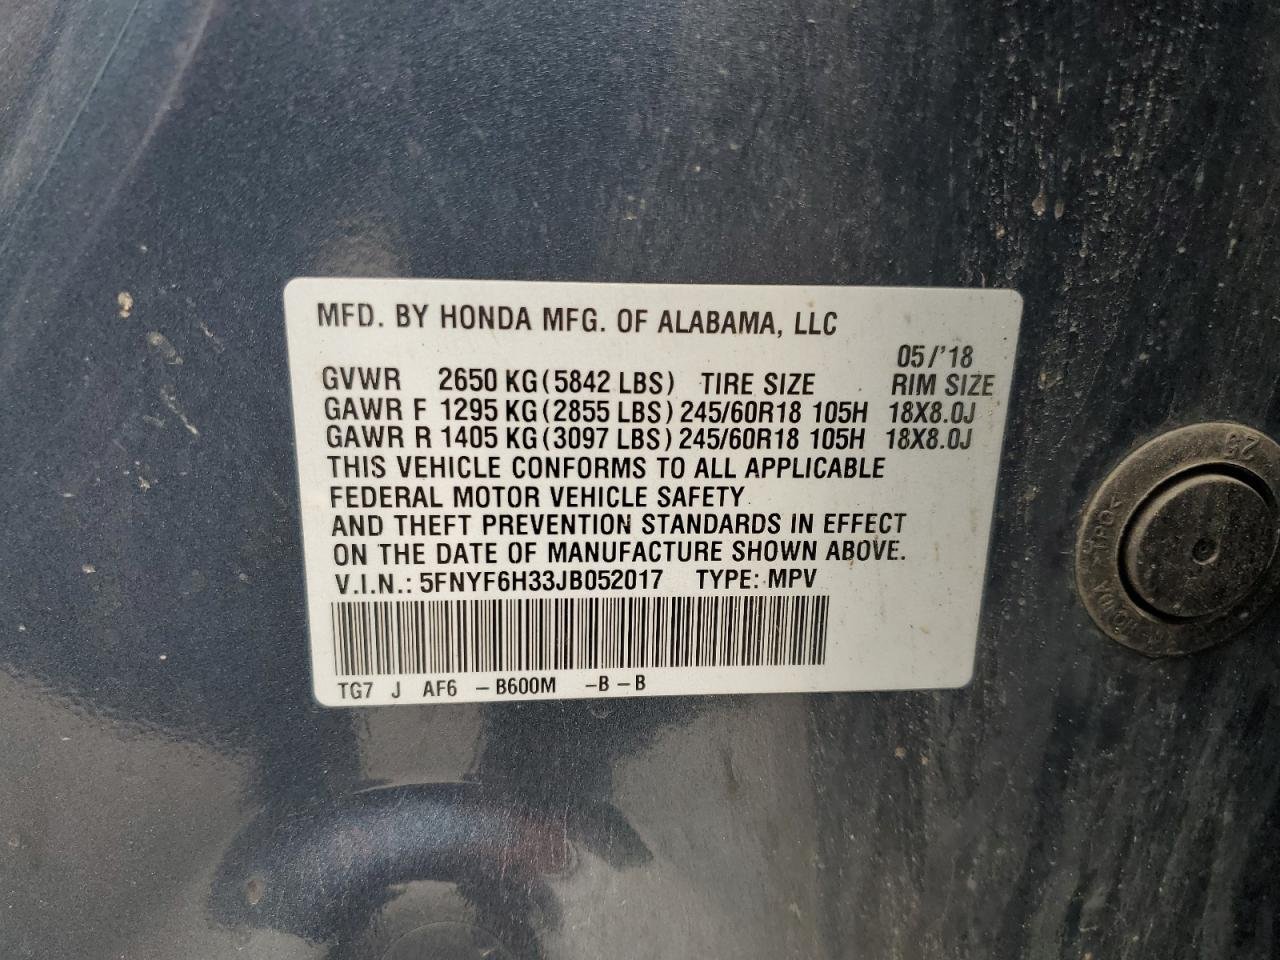 MFD. BY HONDA MFG. OF ALABAMA, LLC
05/'18
GVWR 2650 KG (5842 LBS) TIRE SIZE RIM SIZE
GAWR F 1295 KG (2855 LBS) 245/60R18 105H 18X8.0J
GAWR R 1405 KG (3097 LBS) 245/60R18 105H 18X8.0J
THIS VEHICLE CONFORMS TO ALL APPLICABLE
FEDERAL MOTOR VEHICLE SAFETY
AND THEFT PREVENTION STANDARDS IN EFFECT
ON THE DATE OF MANUFACTURE SHOWN ABOVE.
V.I.N.: 5FNYF6H33JB052017 TYPE: MPV
TG7 J AF6 - B600M - B - B
25
HONDA